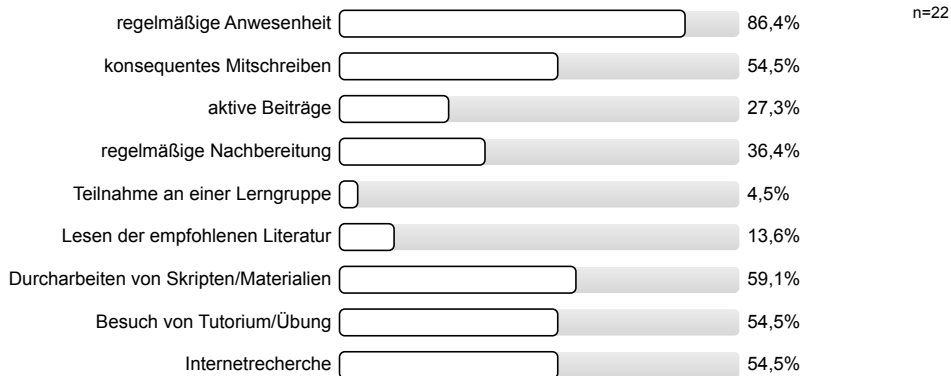 regelmäßige Anwesenheit 86,4% n=22
konsequentes Mitschreiben 54,5%
aktive Beiträge 27,3%
regelmäßige Nachbereitung 36,4%
Teilnahme an einer Lerngruppe 4,5%
Lesen der empfohlenen Literatur 13,6%
Durcharbeiten von Skripten/Materialien 59,1%
Besuch von Tutorium/Übung 54,5%
Internetrecherche 54,5%